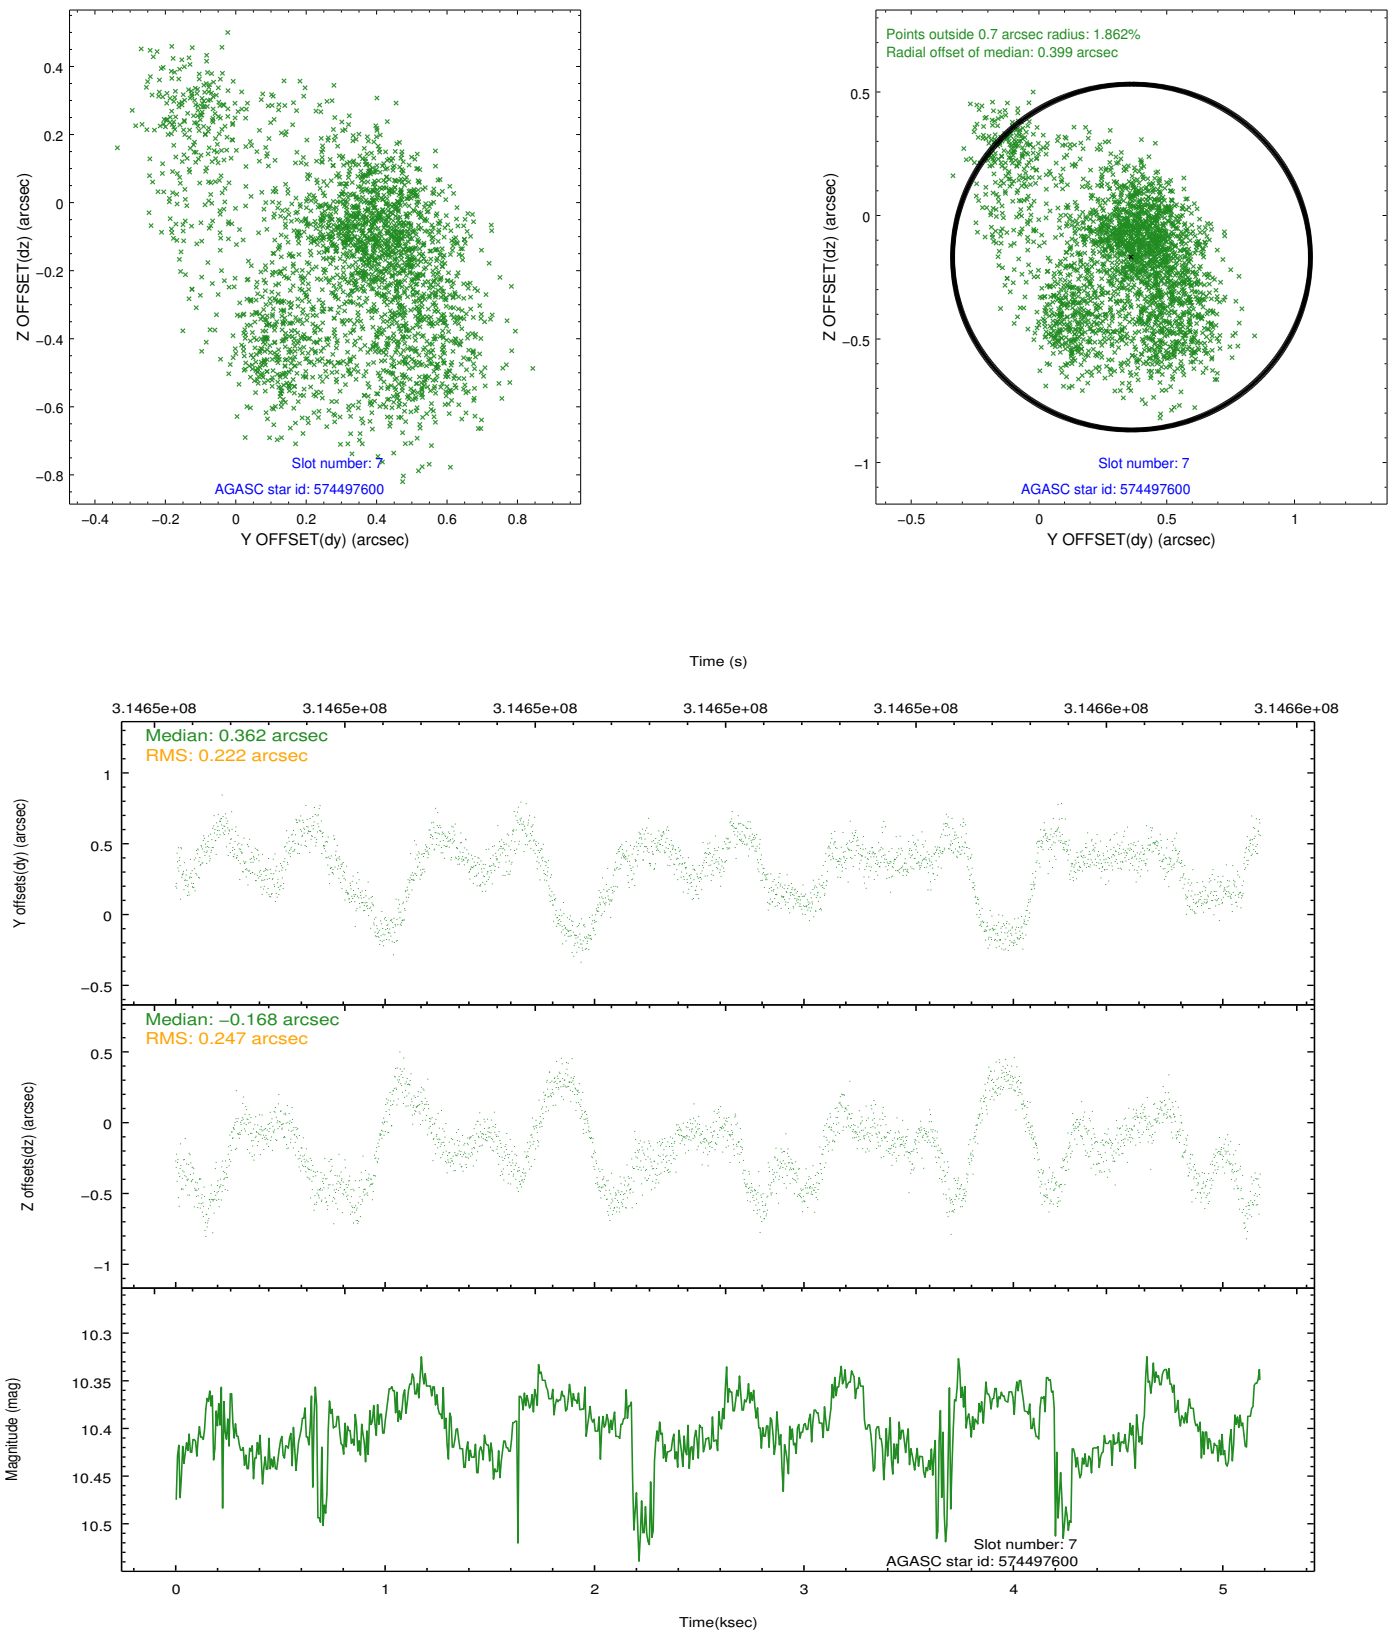 0.4
0.2
0
−0.2
−0.4
−0.6
−0.8
Z OFFSET(dz) (arcsec)
Slot number: 7
AGASC star id: 574497600
−0.4 −0.2 0 0.2 0.4 0.6 0.8
Y OFFSET(dy) (arcsec)
Points outside 0.7 arcsec radius: 1.862%
Radial offset of median: 0.399 arcsec
0.5
0
−0.5
−1
Z OFFSET(dz) (arcsec)
Slot number: 7
AGASC star id: 574497600
−0.5 0 0.5 1
Y OFFSET(dy) (arcsec)
Time (s)
3.1465e+08 3.1465e+08 3.1465e+08 3.1465e+08 3.1465e+08 3.1466e+08 3.1466e+08
Median: 0.362 arcsec
RMS: 0.222 arcsec
1
0.5
0
−0.5
Y offsets(dy) (arcsec)
Median: −0.168 arcsec
RMS: 0.247 arcsec
0.5
0
−0.5
−1
Z offsets(dz) (arcsec)
10.3
10.35
10.4
10.45
10.5
Magnitude (mag)
Slot number: 7
AGASC star id: 574497600
0 1 2 3 4 5
Time(ksec)